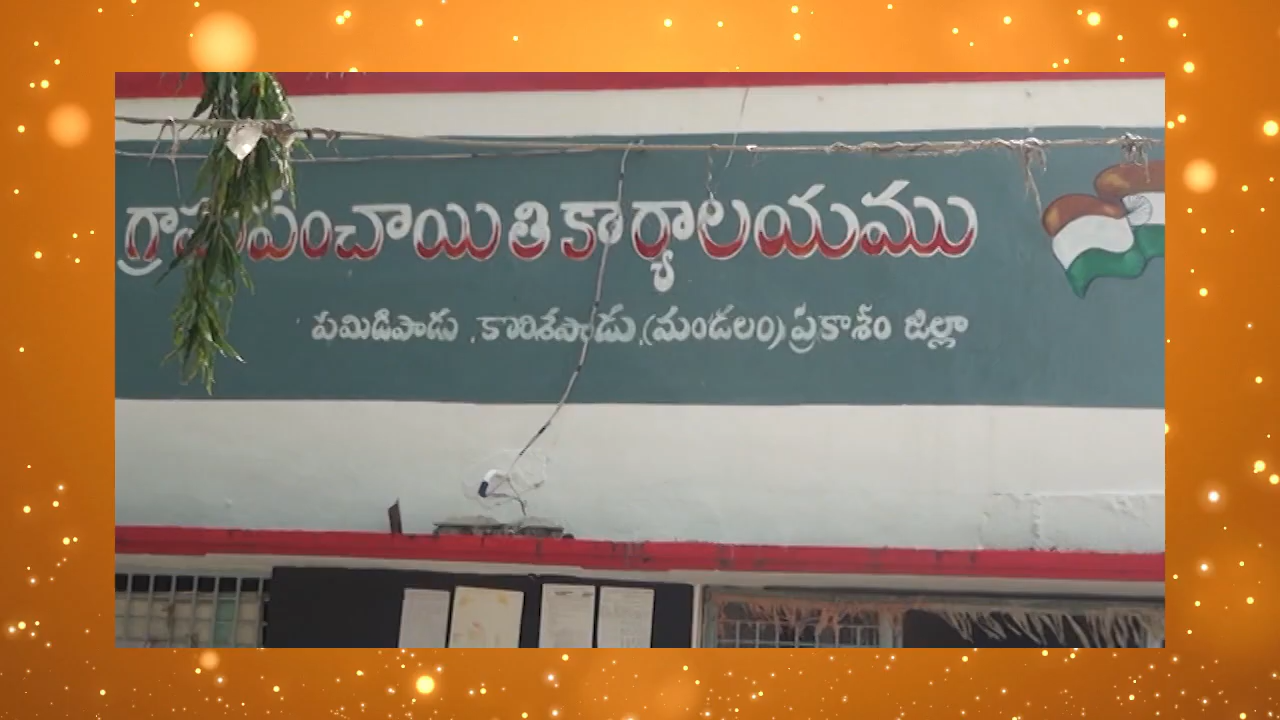 గ్రామ పంచాయితి కార్యాలయము
పమిడిపాడు, కొరిశపాడు,(మండలం) ప్రకాశం జిల్లా